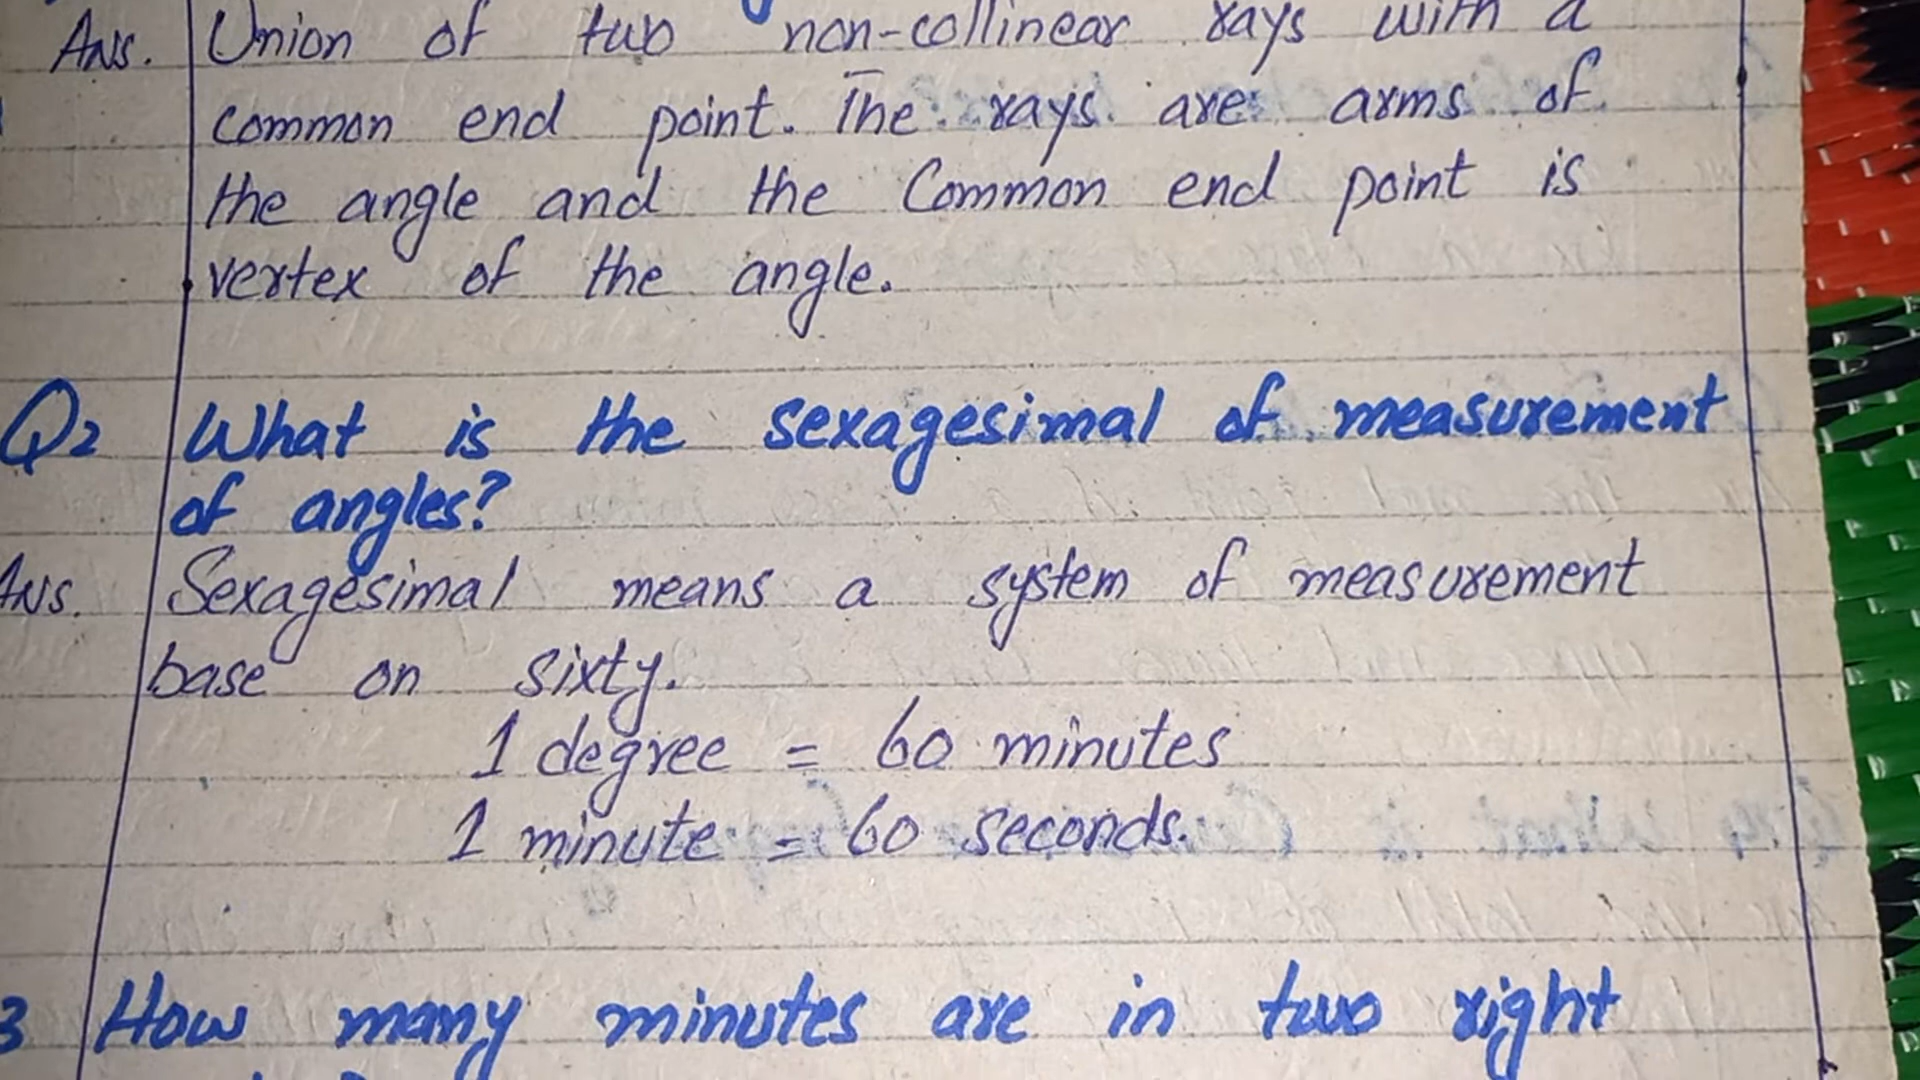 Ans. Union of two non-collinear rays with a
common end point. The rays are arms of
the angle and the Common end point is
vertex of the angle.
Q2 What is the sexagesimal of measurement
of angles?
Ans. Sexagesimal means a system of measurement
base on sixty.
1 degree = 60 minutes
1 minute = 60 seconds.
3 How many minutes are in two right